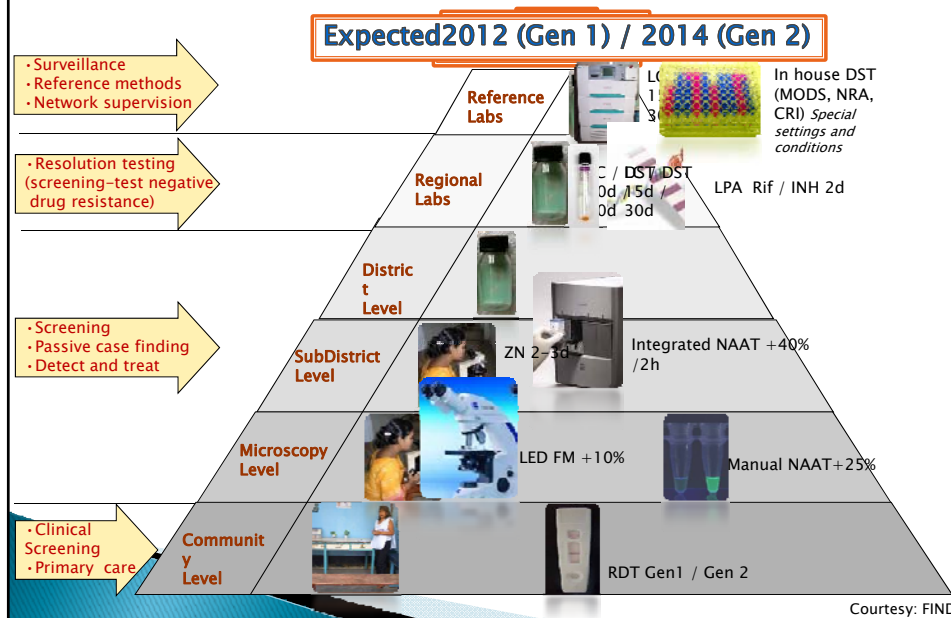 Expected2012 (Gen 1) / 2014 (Gen 2)
•Surveillance
•Reference methods
•Network supervision
Reference
Labs
In house DST
(MODS, NRA,
CRI) Special
settings and
conditions
•Resolution testing
(screening-test negative
drug resistance)
Regional
Labs
/ DST
15d /
30d
LPA Rif / INH 2d
Distric
t
Level
•Screening
•Passive case finding
•Detect and treat
SubDistrict
Level
ZN 2-3d
Integrated NAAT +40%
/2h
Microscopy
Level
LED FM +10%
Manual NAAT+25%
•Clinical
Screening
•Primary care
Communit
y
Level
RDT Gen1 / Gen 2
Courtesy: FIND